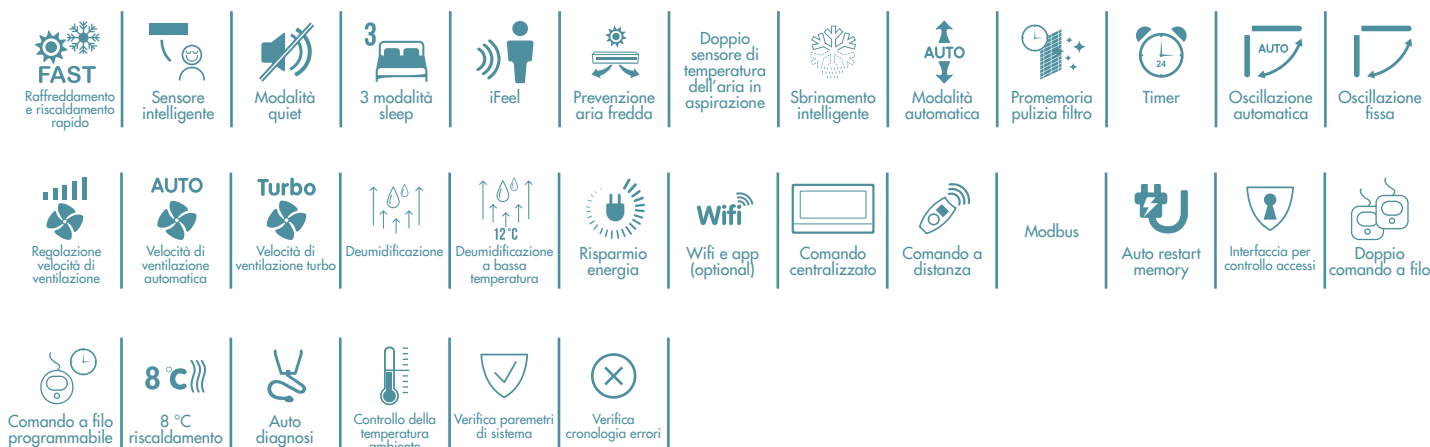 FAST
Raffreddamento
e riscaldamento
rapido
Sensore
intelligente
Modalità
quiet
3
3 modalità
sleep
iFeel
Prevenzione
aria fredda
Doppio
sensore di
temperatura
dell'aria in
aspirazione
Sbrinamento
intelligente
AUTO
Modalità
automatica
Promemoria
pulizia filtro
24
Timer
AUTO
Oscillazione
automatica
Oscillazione
fissa
Regolazione
velocità di
ventilazione
AUTO
Velocità di
ventilazione
automatica
Turbo
Velocità di
ventilazione turbo
Deumidificazione
12 °C
Deumidificazione
a bassa
temperatura
Risparmio
energia
Wifi
Wifi e app
(optional)
Comando
centralizzato
Comando a
distanza
Modbus
Auto restart
memory
Interfaccia per
controllo accessi
Doppio
comando a filo
Comando a filo
programmabile
8 °C
8 °C
riscaldamento
Auto
diagnosi
Controllo della
temperatura
ambiente
Verifica paremetri
di sistema
Verifica
cronologia errori